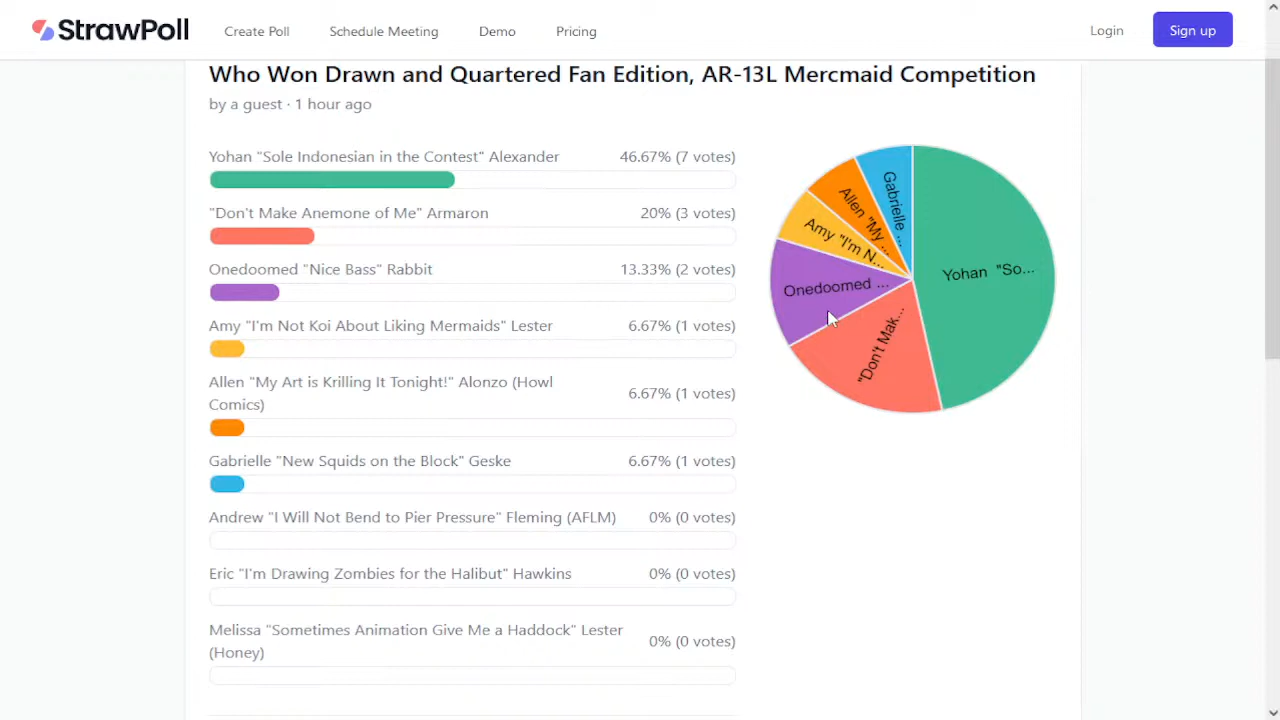 StrawPoll Create Poll Schedule Meeting Demo Pricing Login Sign up
Who Won Drawn and Quartered Fan Edition, AR-13L Mercmaid Competition
by a guest · 1 hour ago
Yohan "Sole Indonesian in the Contest" Alexander 46.67% (7 votes)
"Don't Make Anemone of Me" Armaron 20% (3 votes)
Onedoomed "Nice Bass" Rabbit 13.33% (2 votes)
Amy "I'm Not Koi About Liking Mermaids" Lester 6.67% (1 votes)
Allen "My Art is Krilling It Tonight!" Alonzo (Howl
Comics) 6.67% (1 votes)
Gabrielle "New Squids on the Block" Geske 6.67% (1 votes)
Andrew "I Will Not Bend to Pier Pressure" Fleming (AFLM) 0% (0 votes)
Eric "I'm Drawing Zombies for the Halibut" Hawkins 0% (0 votes)
Melissa "Sometimes Animation Give Me a Haddock" Lester
(Honey) 0% (0 votes)
Gabrielle ...
Allen "My ...
Amy "I'm N...
Onedoomed ...
"Don't Mak...
Yohan "So...